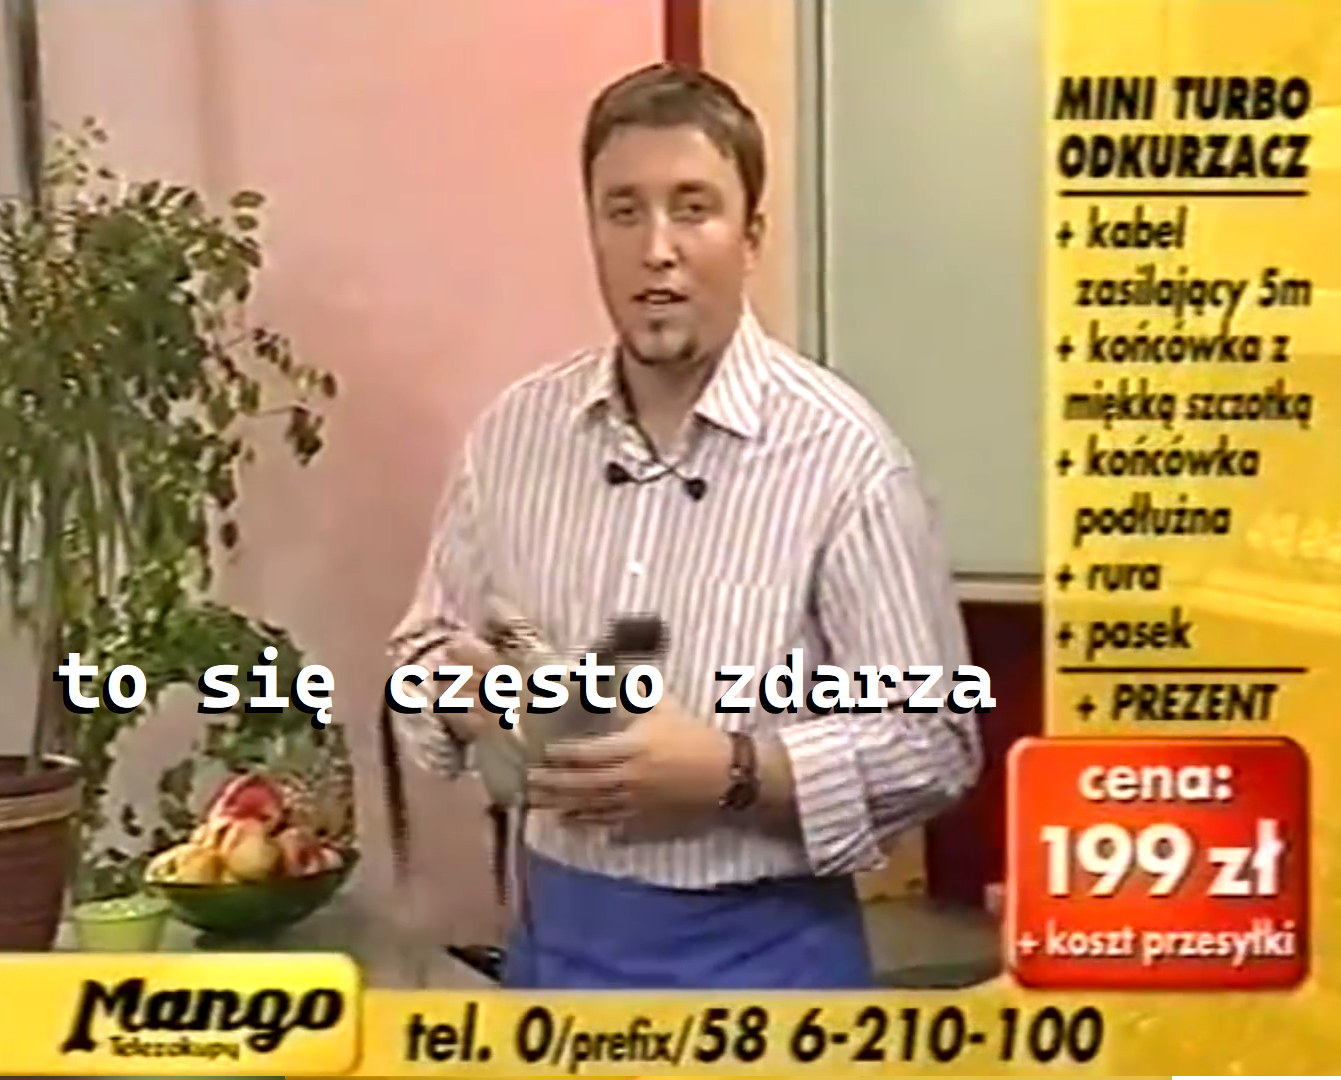 MINI TURBO
ODKURZACZ
+ kabel
zasilający 5m
+ końcówka z
miękką szczotką
+ końcówka
podłużna
+ rura
+ pasek
+ PREZENT
to się często zdarza
cena:
199 zł
+ koszt przesyłki
Mango
Telezakupy
tel. 0/prefix/58 6-210-100